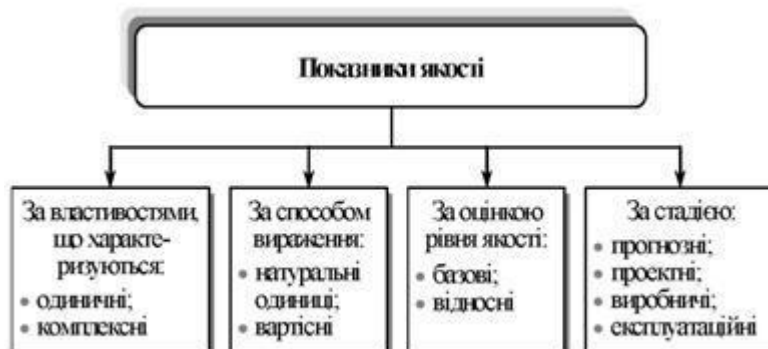 Показники якості
За властивостями,
що характе-
ризуються:
• одиничні;
• комплексні
За способом
вираження:
• натуральні
одиниці;
• вартісні
За оцінкою
рівня якості:
• базові;
• відносні
За стадією:
• прогнозні;
• проектні;
• виробничі;
• експлуатаційні